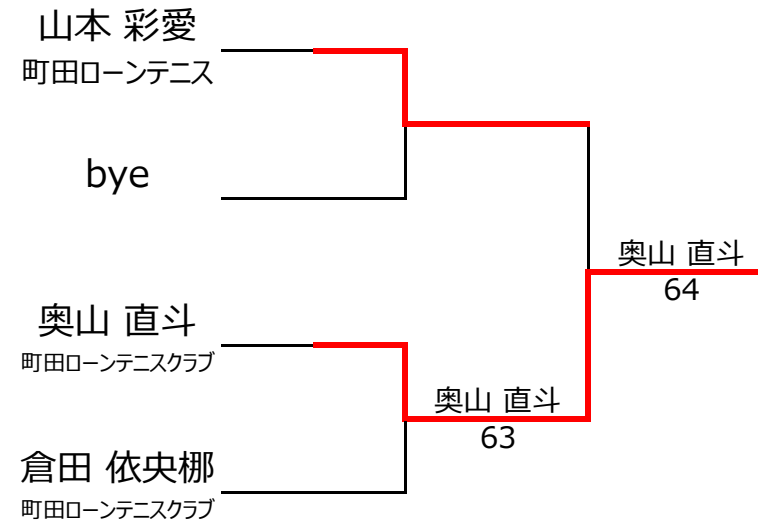 山本 彩愛
町田ローンテニス
bye
奥山 直斗
64
奥山 直斗
町田ローンテニスクラブ
奥山 直斗
63
倉田 依央梛
町田ローンテニスクラブ